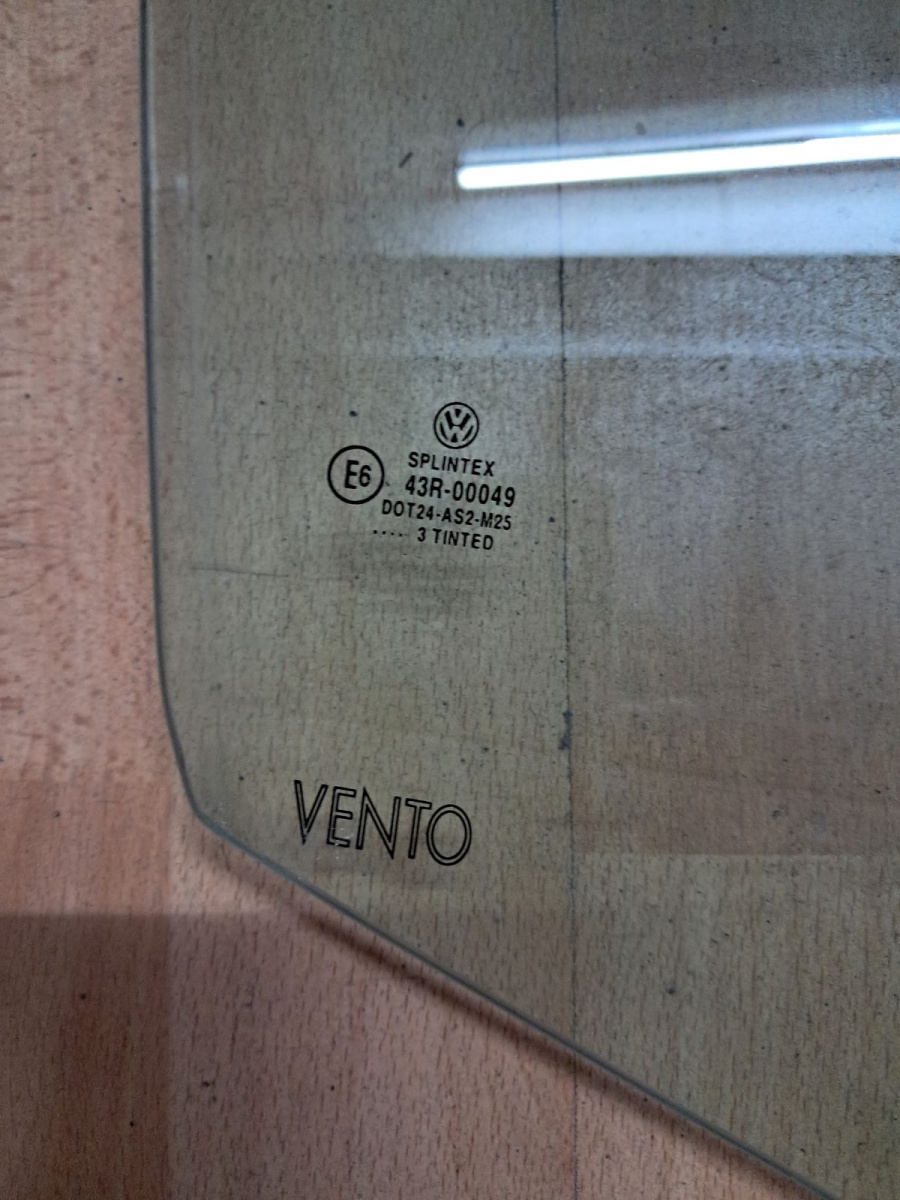 SPLINTEX
E6 43R-00049
DOT24-AS2-M25
.... 3 TINTED
VENTO